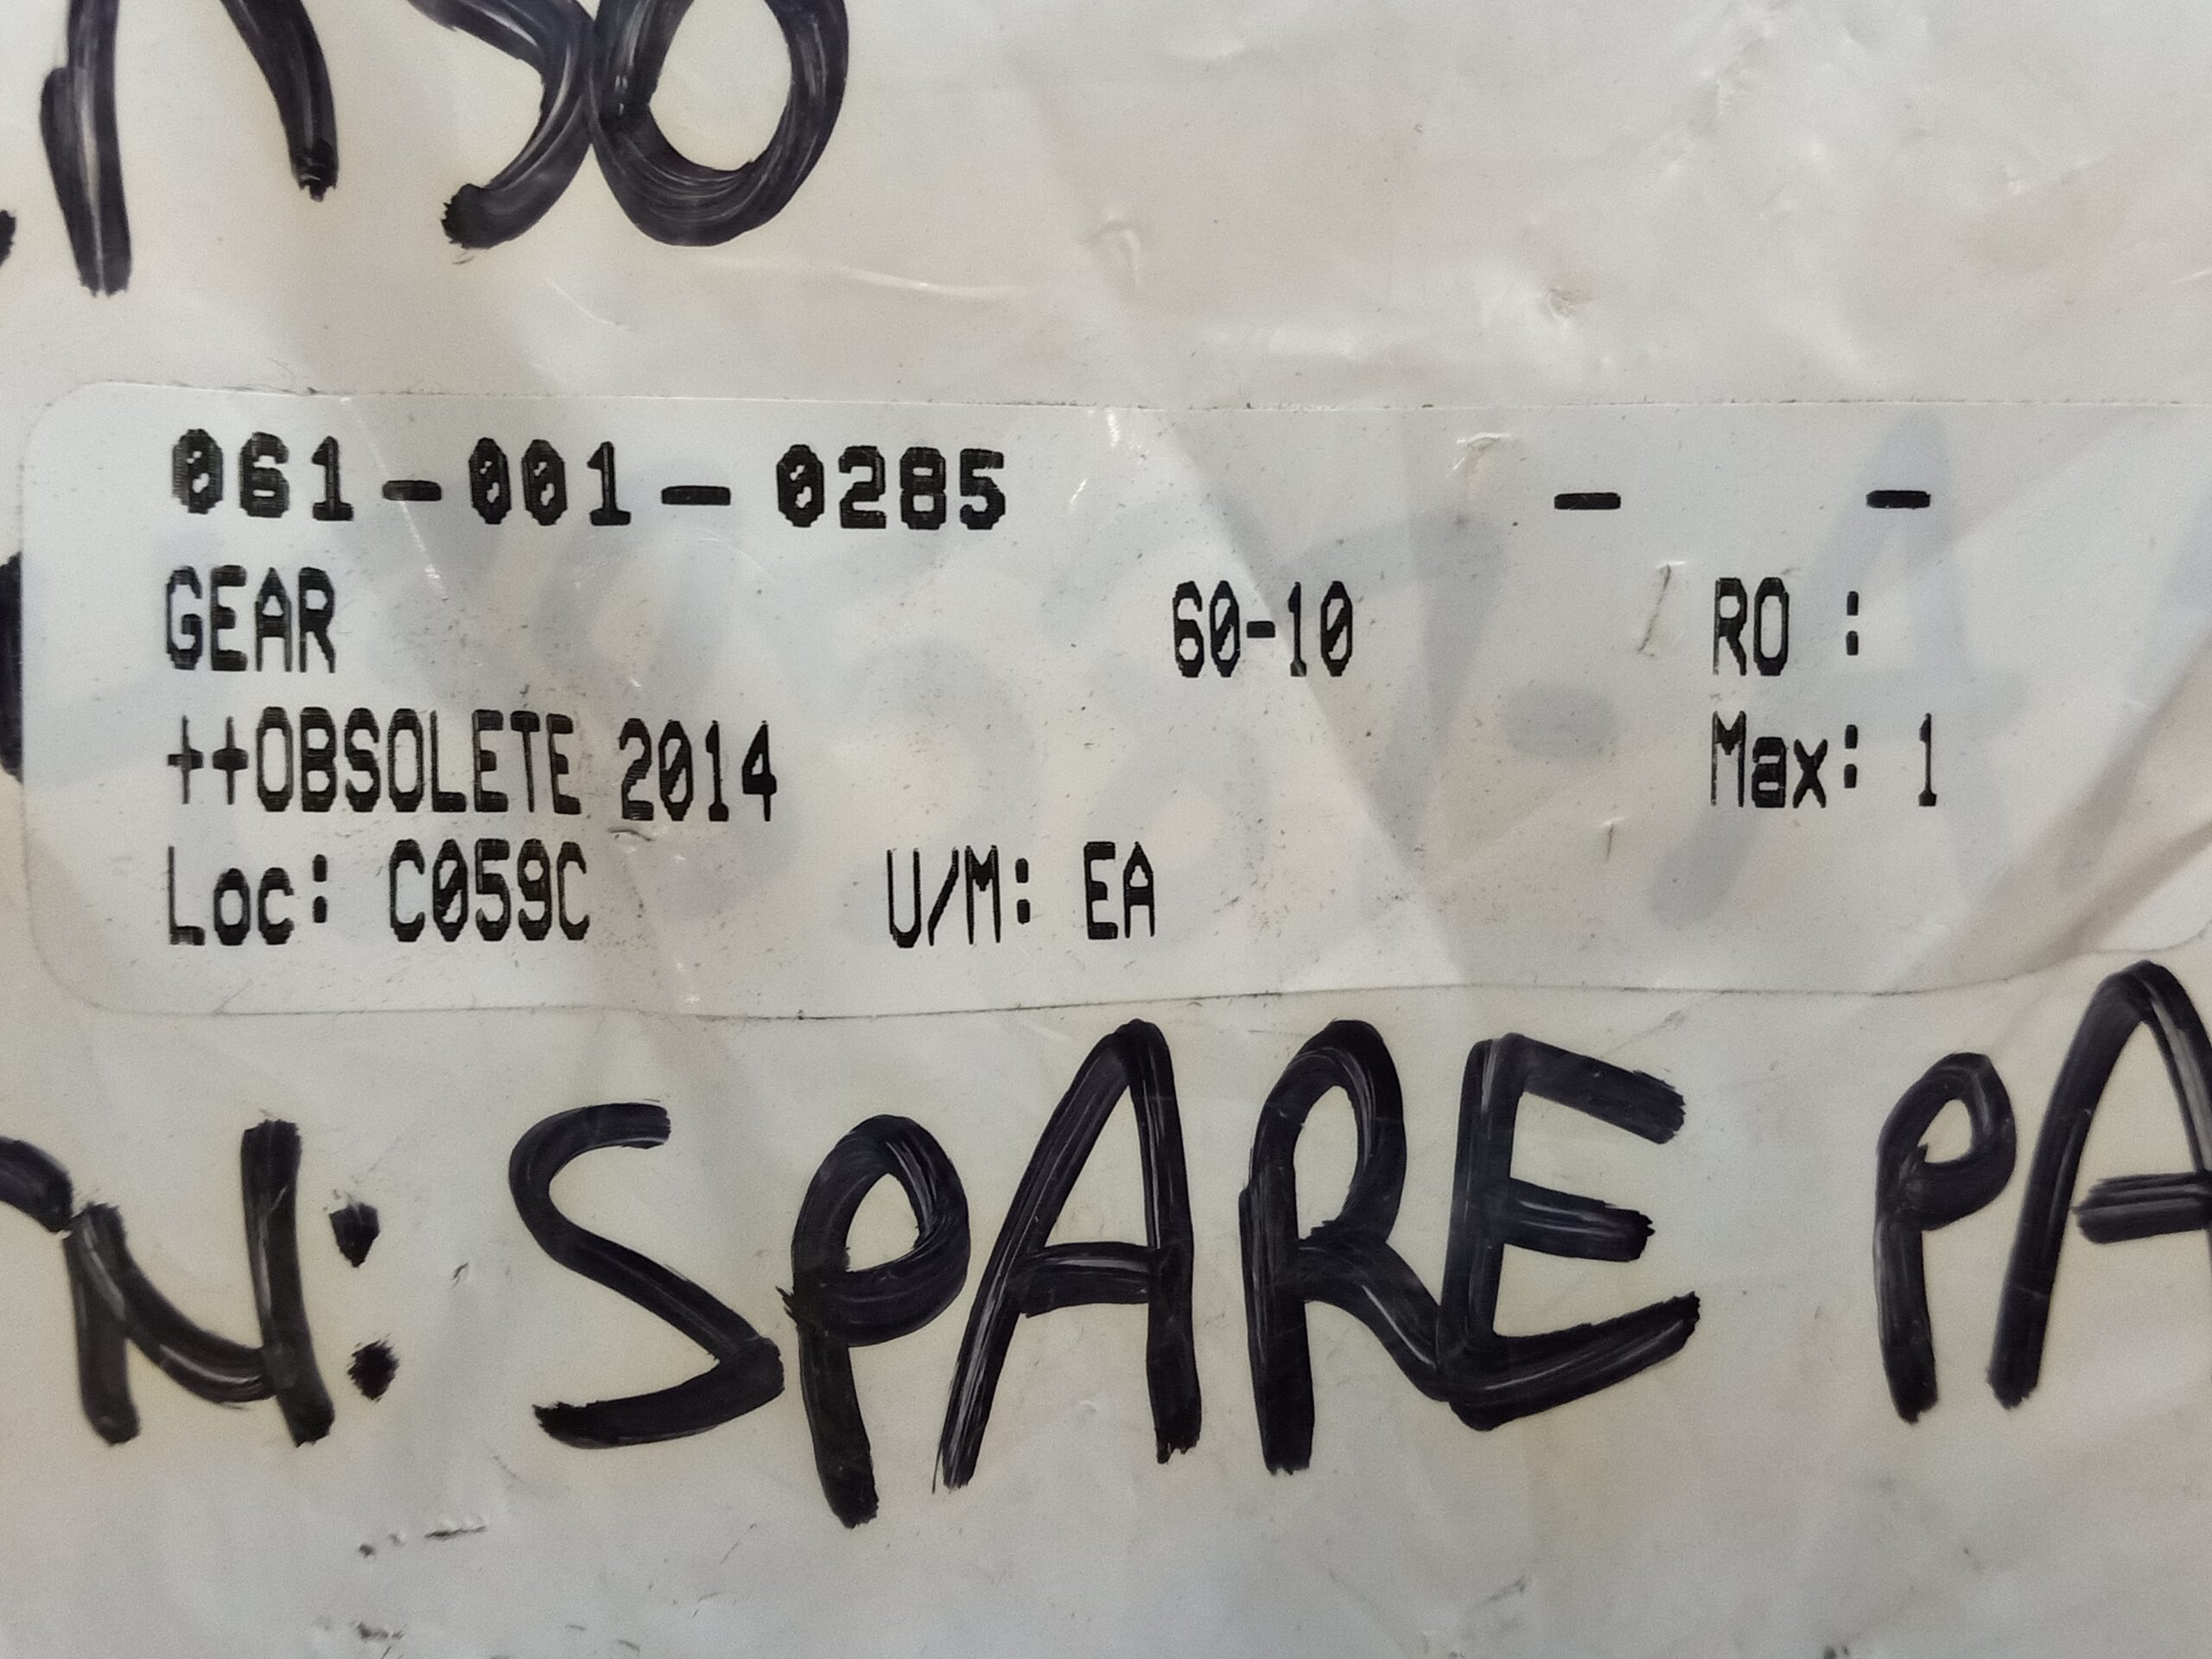 061-001-0285 - -
GEAR 60-10 RO :
++OBSOLETE 2014 Max: 1
Loc: C059C U/M: EA
N: SPARE PA